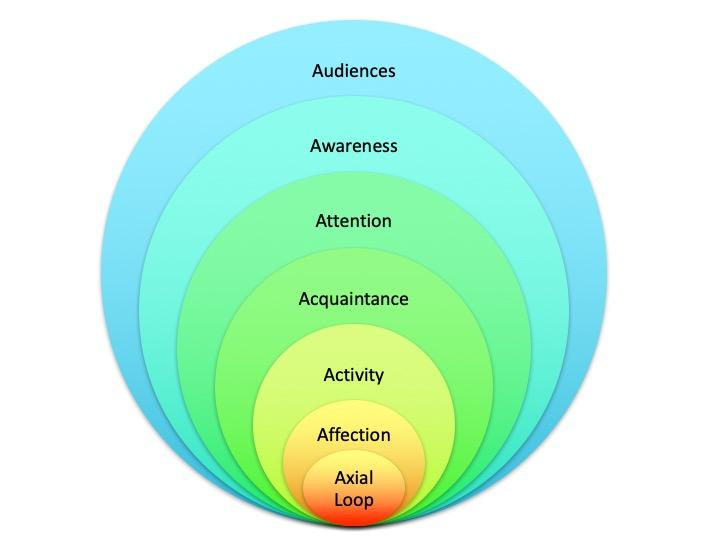 Audiences
Awareness
Attention
Acquaintance
Activity
Affection
Axial
Loop